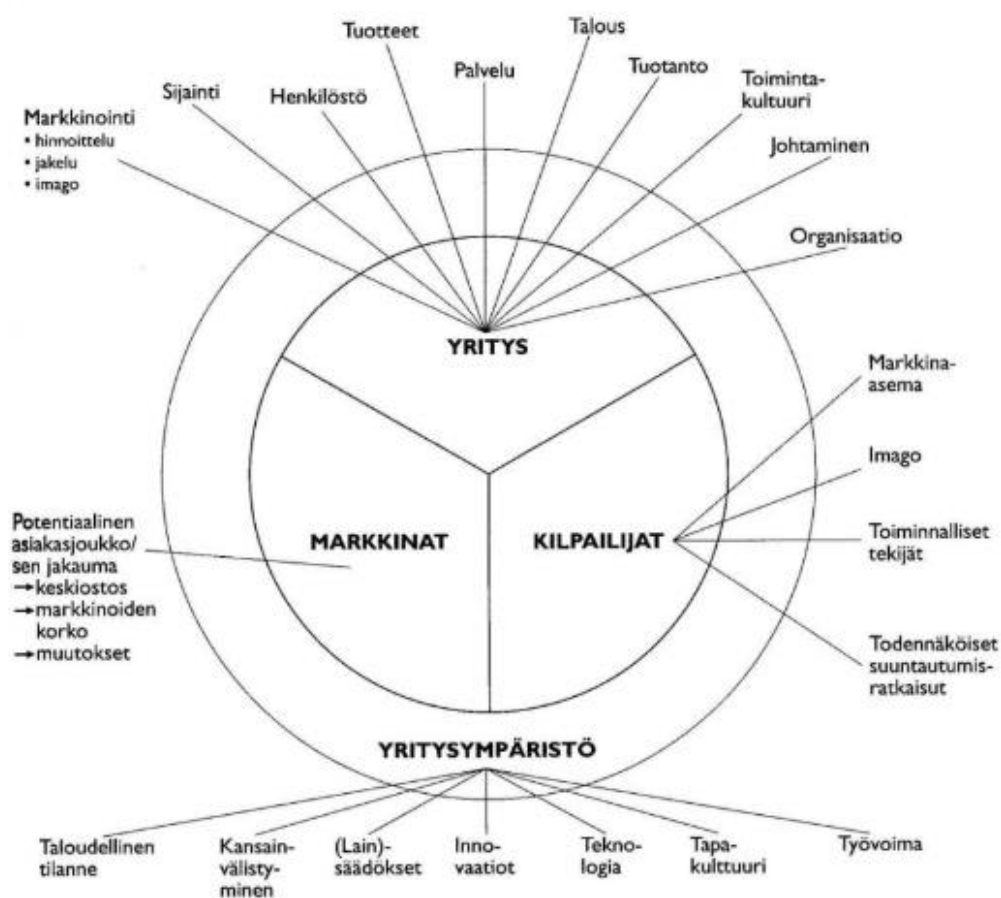 Tuotteet
Talous
Palvelu
Tuotanto
Sijainti
Henkilöstö
Toiminta-
kultuuri
Markkinointi
• hinnoittelu
• jakelu
• imago
Johtaminen
Organisaatio
YRITYS
Markkina-
asema
Imago
Potentiaalinen
asiakasjoukko/
sen jakauma
→keskiostos
→markkinoiden
korko
→muutokset
MARKKINAT
KILPAILIJAT
Toiminnalliset
tekijät
Todennäköiset
suuntautumis-
ratkaisut
YRITYSYMPÄRISTÖ
Taloudellinen
tilanne
Kansain-
välisty-
minen
(Lain)-
säädökset
Inno-
vaatiot
Tekno-
logia
Tapa-
kulttuuri
Työvoima